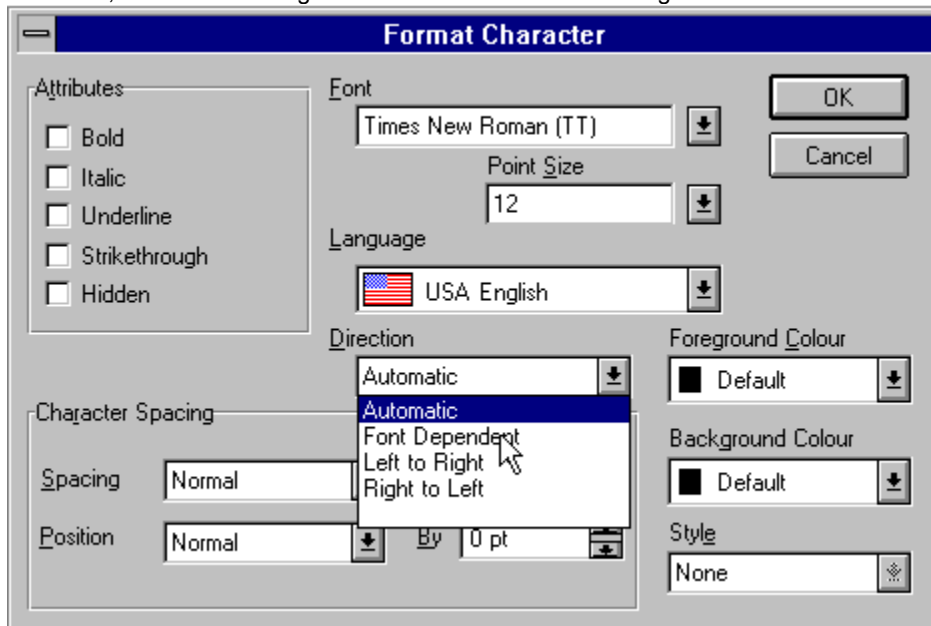 Format Character
Attributes
Bold
Italic
Underline
Strikethrough
Hidden
Font
Times New Roman (TT)
Point Size
12
Language
USA English
Direction
Automatic
Automatic
Font Dependent
Left to Right
Right to Left
OK
Cancel
Foreground Colour
Default
Background Colour
Default
Style
None
Character Spacing
Spacing
Normal
Position
Normal
By
0 pt